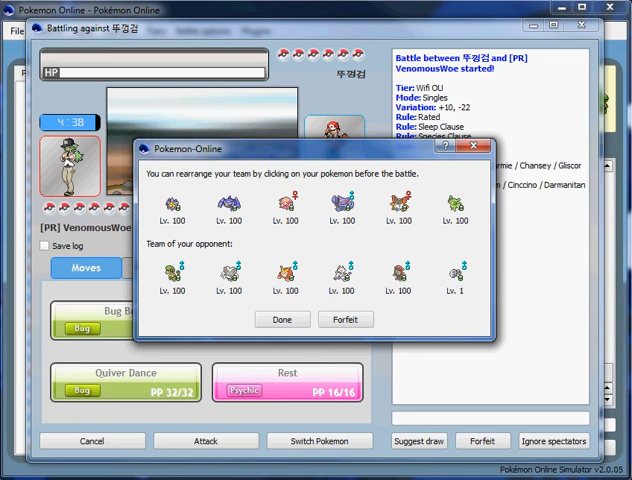 Pokemon Online - Pokémon Online
File
Battling against 뚜껑검
HP
뚜껑검
4:38
[PR] VenomousWoe
Save log
Moves
Bug
Quiver Dance
Bug
PP 32/32
Rest
Psychic
PP 16/16
Cancel
Attack
Switch Pokemon
Battle between 뚜껑검 and [PR]
VenomousWoe started!
Tier: Wifi OU
Mode: Singles
Variation: +10, -22
Rule: Rated
Rule: Sleep Clause
Rule: Species Clause
/ Chansey / Gliscor
/ Cinccino / Darmanitan
Suggest draw
Forfeit
Ignore spectators
Pokemon-Online
You can rearrange your team by clicking on your pokemon before the battle.
Lv. 100 Lv. 100 Lv. 100 Lv. 100 Lv. 100 Lv. 100
Team of your opponent:
Lv. 100 Lv. 100 Lv. 100 Lv. 100 Lv. 100 Lv. 1
Done
Forfeit
Pokémon Online Simulator v2.0.05